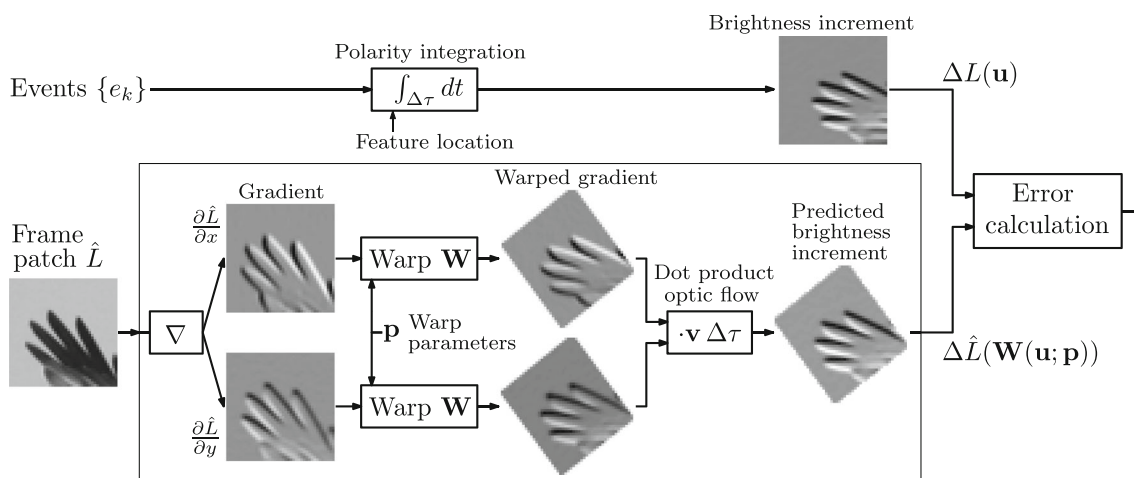 Brightness increment
Polarity integration
Events {e_k}
∫_{Δτ} dt
ΔL(u)
Feature location
Gradient
Warped gradient
∂L̂/∂x
Error
calculation
Predicted
brightness
increment
Frame
patch L̂
Warp W
Dot product
optic flow
∇
p
Warp
parameters
·v Δτ
ΔL̂(W(u; p))
Warp W
∂L̂/∂y